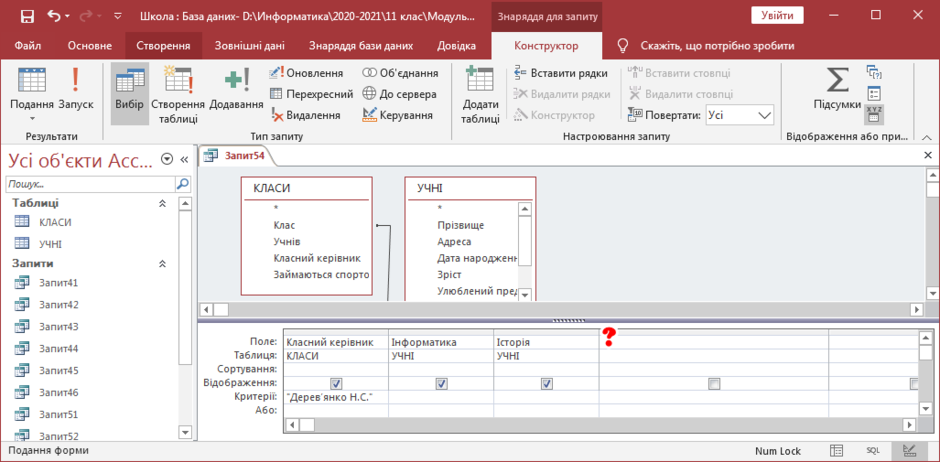 Школа : База даних- D:\Информатика\2020-2021\11 клас\Модуль...
Знаряддя для запиту
Увійти
Файл Основне Створення Зовнішні дані Знаряддя бази даних Довідка Конструктор Скажіть, що потрібно зробити
Подання Запуск
Результати
Вибір Створення таблиці Додавання
Оновлення
Перехресний
Видалення
Об'єднання
До сервера
Керування
Тип запиту
Додати таблиці
Вставити рядки
Видалити рядки
Конструктор
Вставити стовпці
Видалити стовпці
Повертати: Усі
Настроювання запиту
Підсумки
XYZ
Відображення або при...
Усі об'єкти Acc...
Пошук...
Таблиці
КЛАСИ
УЧНІ
Запити
Запит41
Запит42
Запит43
Запит44
Запит45
Запит46
Запит51
Запит52
Запит54
КЛАСИ
*
Клас
Учнів
Класний керівник
Займаються спорто
УЧНІ
*
Прізвище
Адреса
Дата народженн
Зріст
Улюблений пред
?
Поле: Класний керівник Інформатика Історія
Таблиця: КЛАСИ УЧНІ УЧНІ
Сортування:
Відображення:
Критерії: "Дерев'янко Н.С."
Або:
Подання форми
Num Lock
SQL